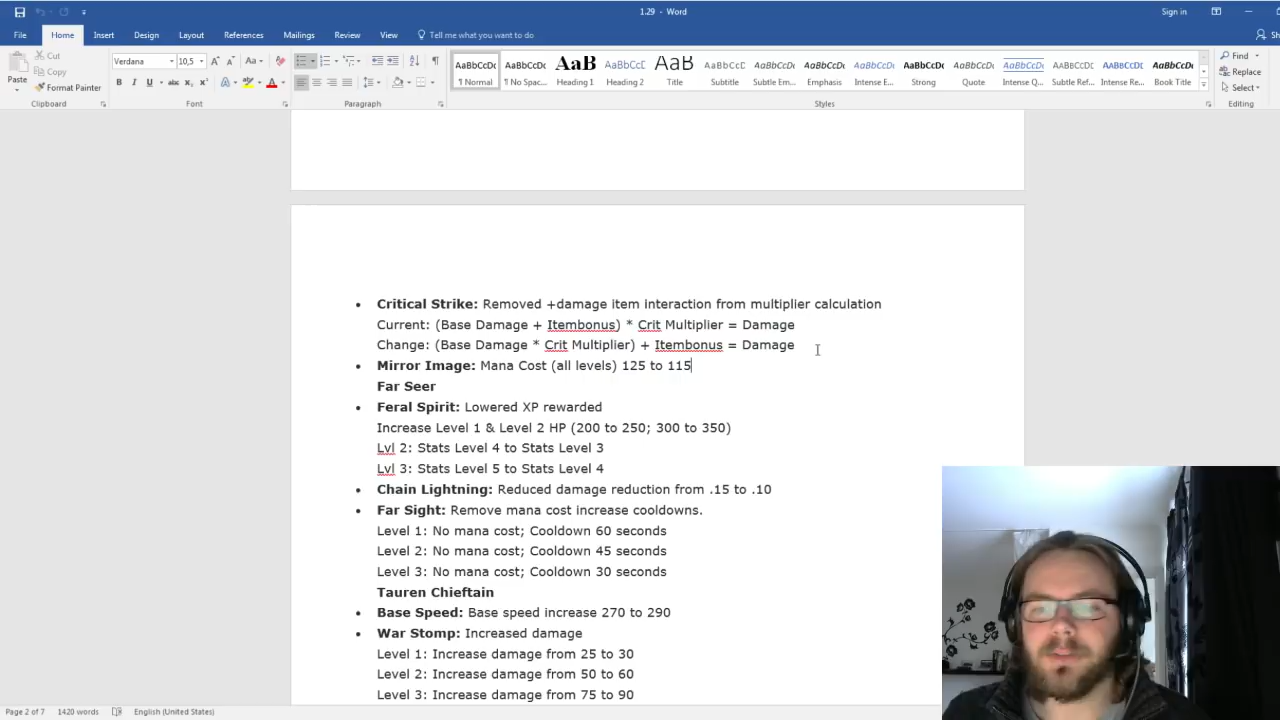 1.29 - Word
Sign in
File Home Insert Design Layout References Mailings Review View Tell me what you want to do
Paste Cut Copy Format Painter
Verdana 10,5
AaBbCcDc AaBbCcDc AaB AaBbCcD AaB AaBbCcD AaBbCcDc AaBbCcDc AaBbCcDc AaBbCcDc AaBbCcDc AaBbCcDc AaBbCcDc AaBbCcDc AaBbCcDc
¶ Normal ¶ No Spac... Heading 1 Heading 2 Title Subtitle Subtle Em... Emphasis Intense E... Strong Quote Intense Q... Subtle Ref... Intense Re... Book Title
Find
Replace
Select
Clipboard Font Paragraph Styles Editing
• Critical Strike: Removed +damage item interaction from multiplier calculation
Current: (Base Damage + Itembonus) * Crit Multiplier = Damage
Change: (Base Damage * Crit Multiplier) + Itembonus = Damage
• Mirror Image: Mana Cost (all levels) 125 to 115
Far Seer
• Feral Spirit: Lowered XP rewarded
Increase Level 1 & Level 2 HP (200 to 250; 300 to 350)
Lvl 2: Stats Level 4 to Stats Level 3
Lvl 3: Stats Level 5 to Stats Level 4
• Chain Lightning: Reduced damage reduction from .15 to .10
• Far Sight: Remove mana cost increase cooldowns.
Level 1: No mana cost; Cooldown 60 seconds
Level 2: No mana cost; Cooldown 45 seconds
Level 3: No mana cost; Cooldown 30 seconds
Tauren Chieftain
• Base Speed: Base speed increase 270 to 290
• War Stomp: Increased damage
Level 1: Increase damage from 25 to 30
Level 2: Increase damage from 50 to 60
Level 3: Increase damage from 75 to 90
Page 2 of 7 1420 words English (United States)